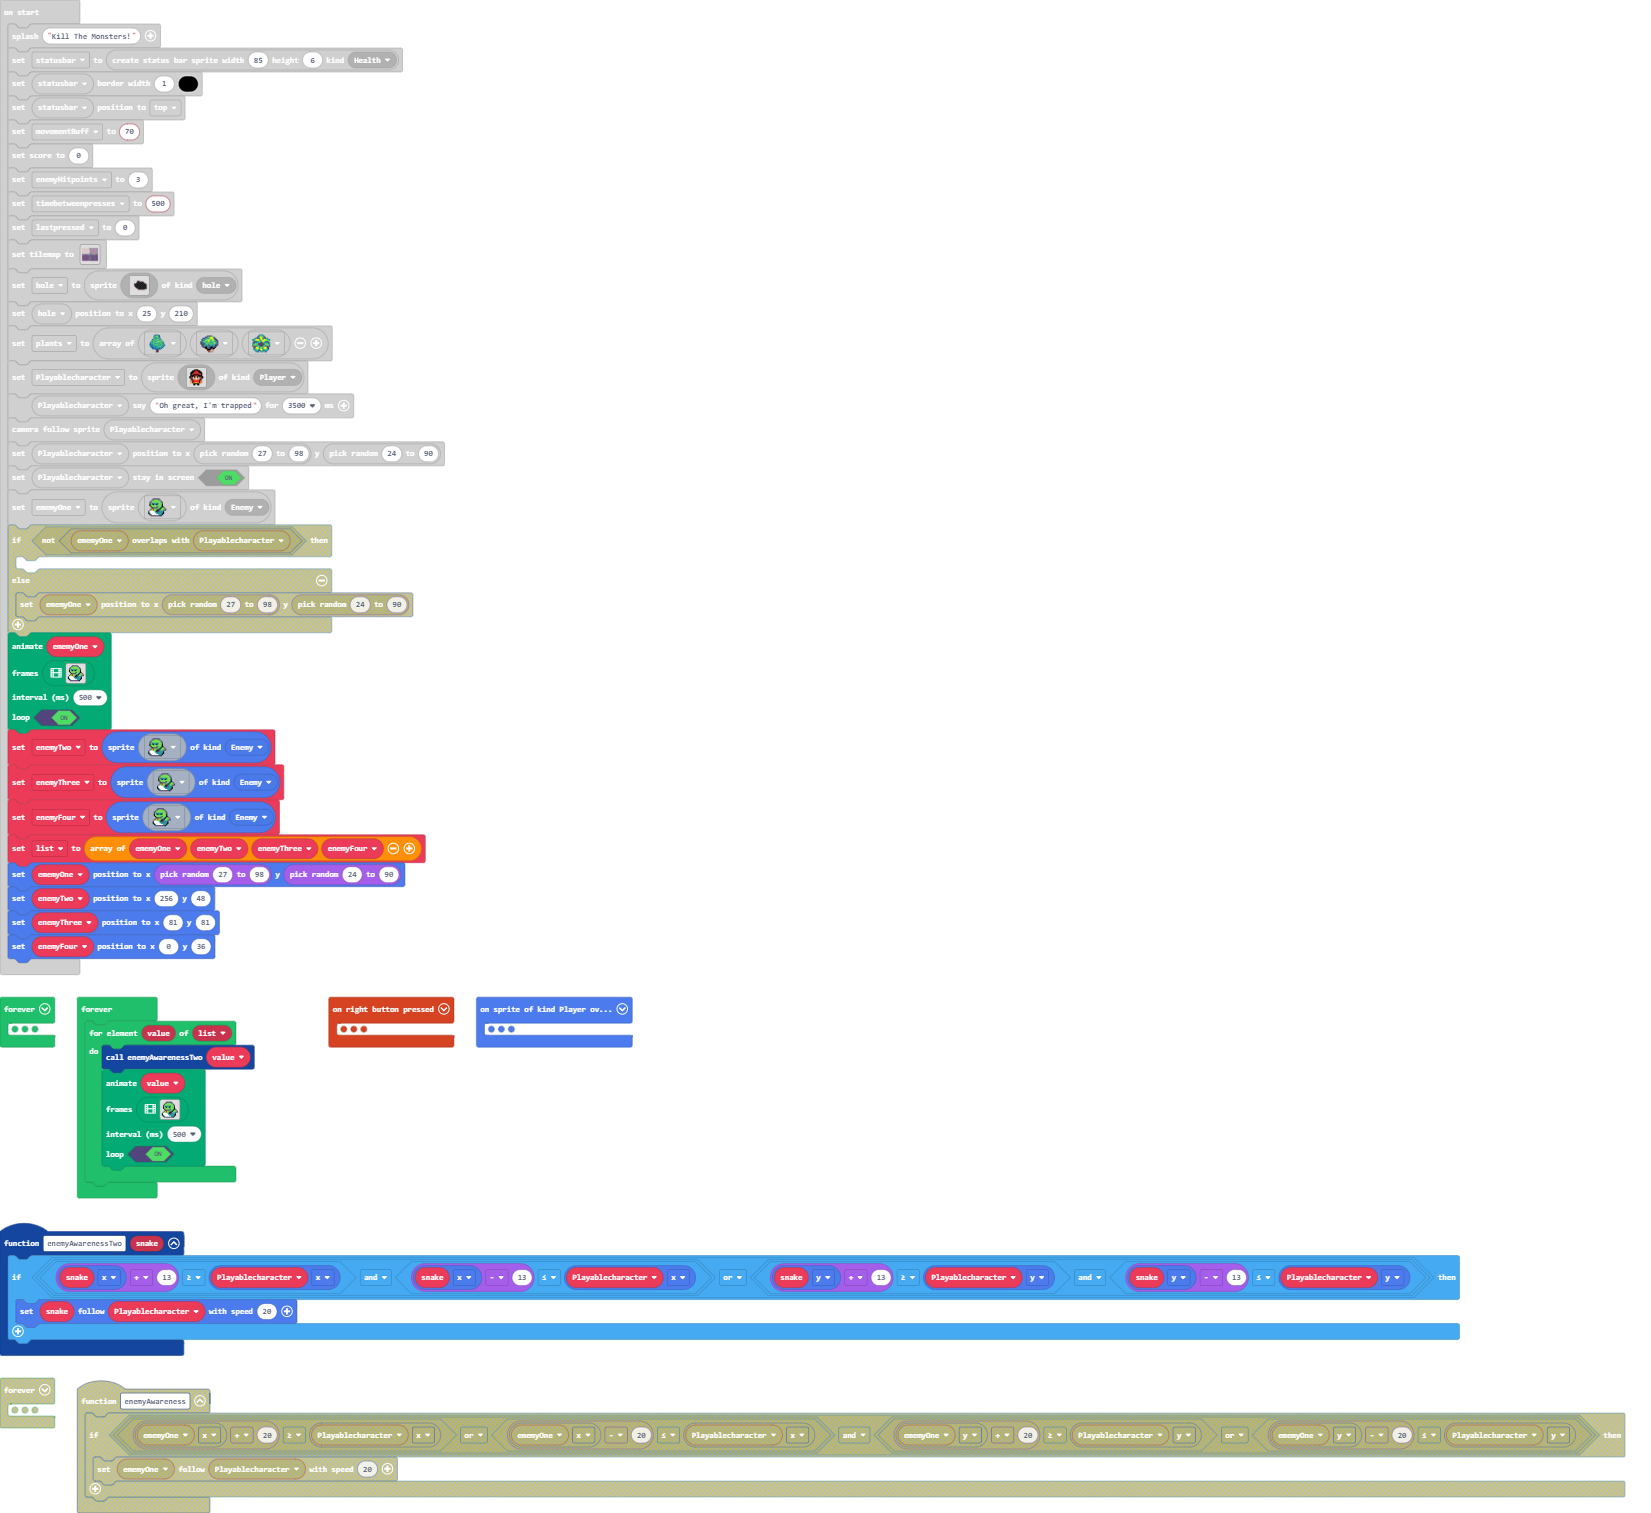 on start
splash "Kill The Monsters!"
set statusbar to create status bar sprite width 85 height 6 kind Health
set statusbar border width 1
set statusbar position to top
set movementBuff to 70
set score to 0
set enemyHitpoints to 3
set timebetweenpresses to 500
set lastpressed to 0
set tilemap to
set hole to sprite of kind hole
set hole position to x 25 y 210
set plants to array of
set Playablecharacter to sprite of kind Player
Playablecharacter say "Oh great, I'm trapped" for 3500 ms
camera follow sprite Playablecharacter
set Playablecharacter position to x pick random 27 to 98 y pick random 24 to 90
set Playablecharacter stay in screen ON
set enemyOne to sprite of kind Enemy
if not enemyOne overlaps with Playablecharacter then
else
set enemyOne position to x pick random 27 to 98 y pick random 24 to 90
animate enemyOne
frames
interval (ms) 500
loop ON
set enemyTwo to sprite of kind Enemy
set enemyThree to sprite of kind Enemy
set enemyFour to sprite of kind Enemy
set list to array of enemyOne enemyTwo enemyThree enemyFour
set enemyOne position to x pick random 27 to 98 y pick random 24 to 90
set enemyTwo position to x 256 y 48
set enemyThree position to x 81 y 81
set enemyFour position to x 0 y 36
forever
forever
for element value of list
do call enemyAwarenessTwo value
animate value
frames
interval (ms) 500
loop ON
on right button pressed
on sprite of kind Player ov...
function enemyAwarenessTwo snake
if snake x + 13 ≥ Playablecharacter x and snake x - 13 ≤ Playablecharacter x or snake y + 13 ≥ Playablecharacter y and snake y - 13 ≤ Playablecharacter y then
set snake follow Playablecharacter with speed 20
forever
function enemyAwareness
if enemyOne x + 20 ≥ Playablecharacter x or enemyOne x - 20 ≤ Playablecharacter x and enemyOne y + 20 ≥ Playablecharacter y or enemyOne y - 20 ≤ Playablecharacter y then
set enemyOne follow Playablecharacter with speed 20